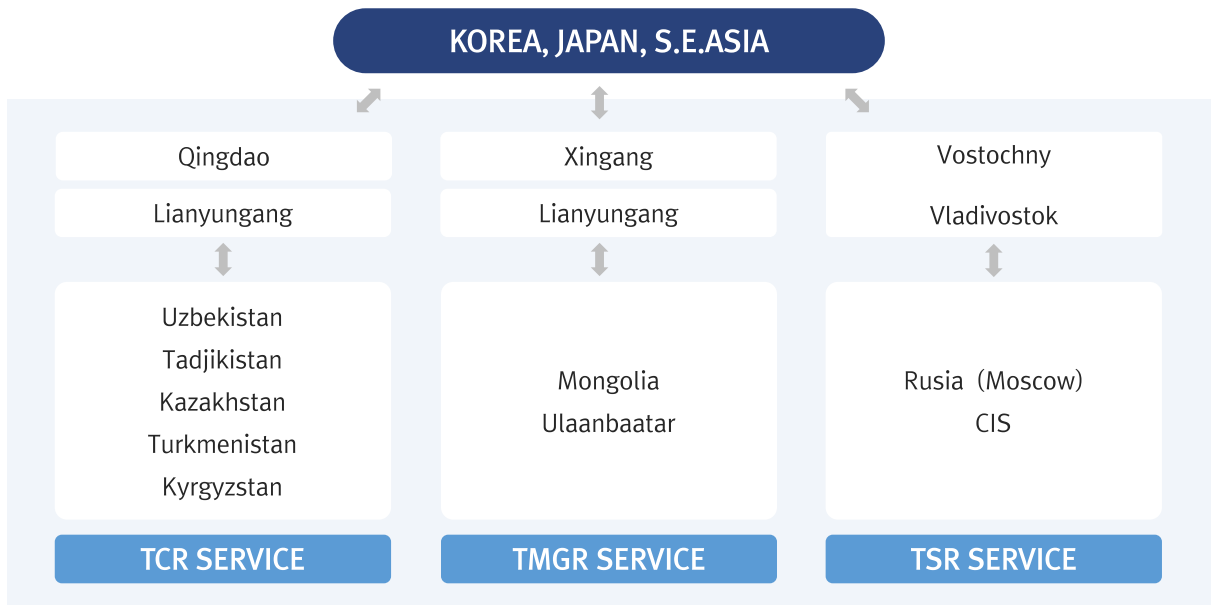 KOREA, JAPAN, S.E.ASIA
Qingdao
Lianyungang
Uzbekistan
Tadjikistan
Kazakhstan
Turkmenistan
Kyrgyzstan
TCR SERVICE
Xingang
Lianyungang
Mongolia
Ulaanbaatar
TMGR SERVICE
Vostochny
Vladivostok
Rusia (Moscow)
CIS
TSR SERVICE